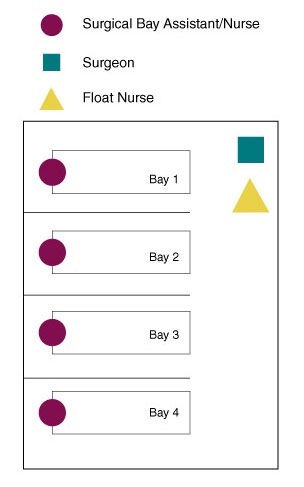 Surgical Bay Assistant/Nurse
Surgeon
Float Nurse
Bay 1
Bay 2
Bay 3
Bay 4